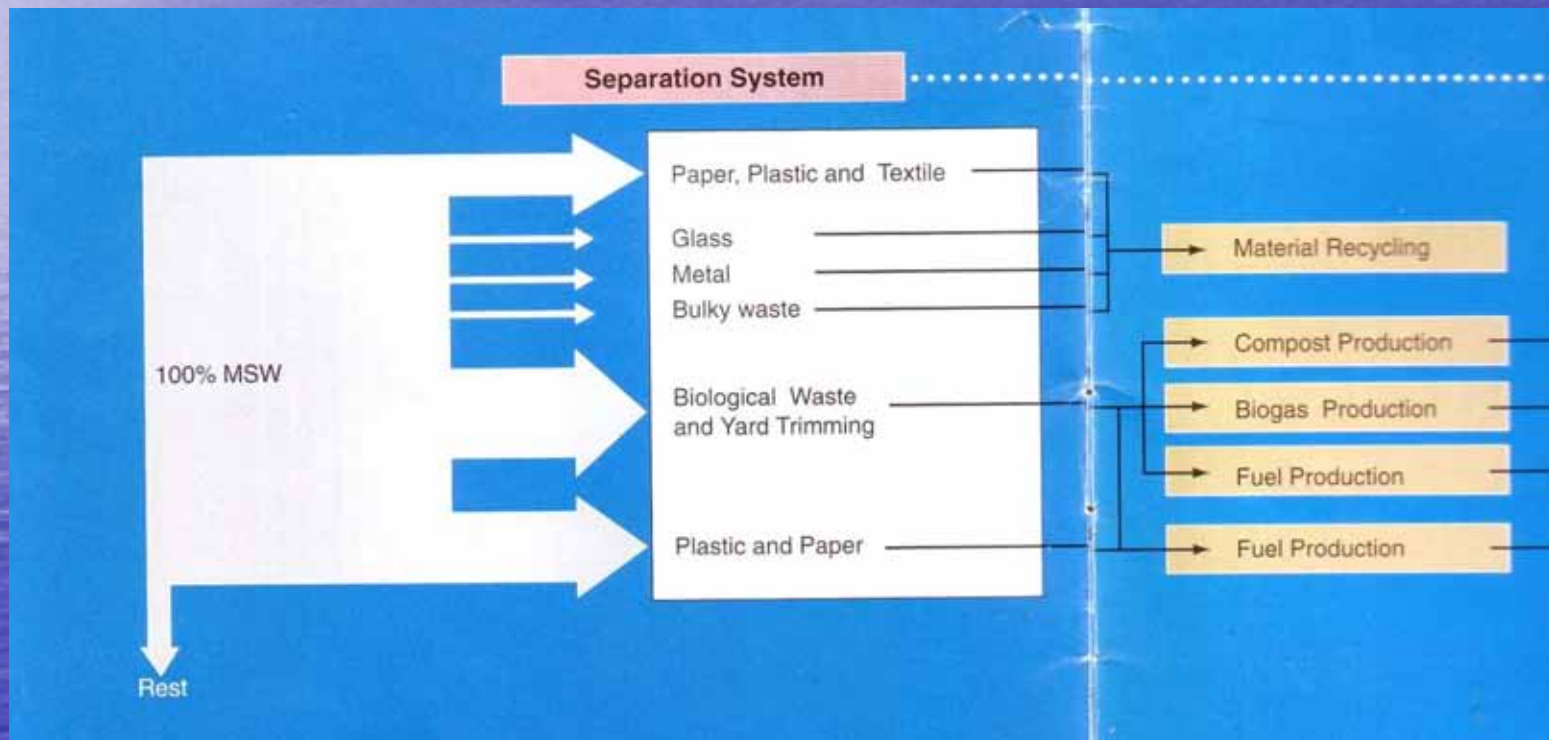 Separation System
Paper, Plastic and Textile
Glass
Metal
Bulky waste
100% MSW
Biological Waste
and Yard Trimming
Plastic and Paper
Rest
Material Recycling
Compost Production
Biogas Production
Fuel Production
Fuel Production